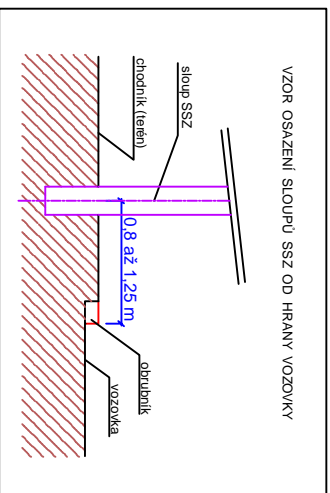 VZOR OSAZENÍ SLOUPŮ SSZ OD HRANY VOZOVKY
sloup SSZ
chodník (terén)
0,8 až 1,25 m
obrubník
vozovka